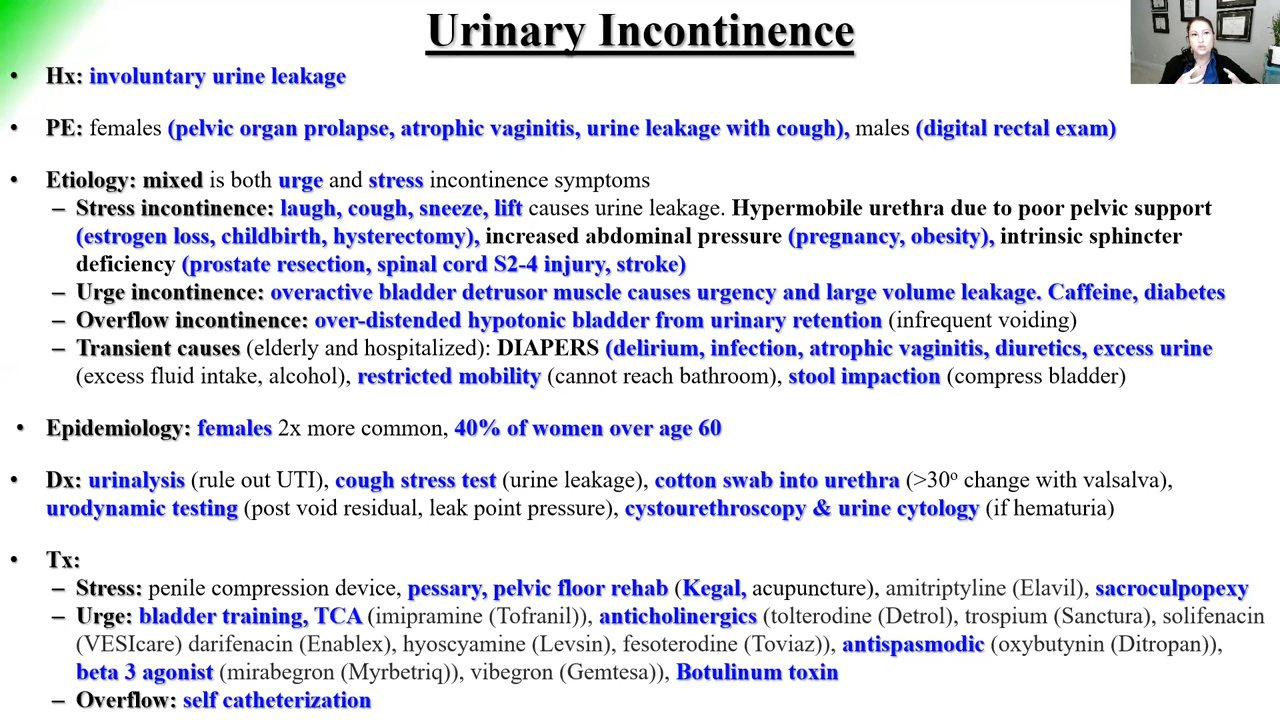 Urinary Incontinence
• Hx: involuntary urine leakage
• PE: females (pelvic organ prolapse, atrophic vaginitis, urine leakage with cough), males (digital rectal exam)
• Etiology: mixed is both urge and stress incontinence symptoms
– Stress incontinence: laugh, cough, sneeze, lift causes urine leakage. Hypermobile urethra due to poor pelvic support
(estrogen loss, childbirth, hysterectomy), increased abdominal pressure (pregnancy, obesity), intrinsic sphincter
deficiency (prostate resection, spinal cord S2-4 injury, stroke)
– Urge incontinence: overactive bladder detrusor muscle causes urgency and large volume leakage. Caffeine, diabetes
– Overflow incontinence: over-distended hypotonic bladder from urinary retention (infrequent voiding)
– Transient causes (elderly and hospitalized): DIAPERS (delirium, infection, atrophic vaginitis, diuretics, excess urine
(excess fluid intake, alcohol), restricted mobility (cannot reach bathroom), stool impaction (compress bladder)
• Epidemiology: females 2x more common, 40% of women over age 60
• Dx: urinalysis (rule out UTI), cough stress test (urine leakage), cotton swab into urethra (>30° change with valsalva),
urodynamic testing (post void residual, leak point pressure), cystourethroscopy & urine cytology (if hematuria)
• Tx:
– Stress: penile compression device, pessary, pelvic floor rehab (Kegal, acupuncture), amitriptyline (Elavil), sacroculpopexy
– Urge: bladder training, TCA (imipramine (Tofranil)), anticholinergics (tolterodine (Detrol), trospium (Sanctura), solifenacin
(VESIcare) darifenacin (Enablex), hyoscyamine (Levsin), fesoterodine (Toviaz)), antispasmodic (oxybutynin (Ditropan)),
beta 3 agonist (mirabegron (Myrbetriq)), vibegron (Gemtesa)), Botulinum toxin
– Overflow: self catheterization